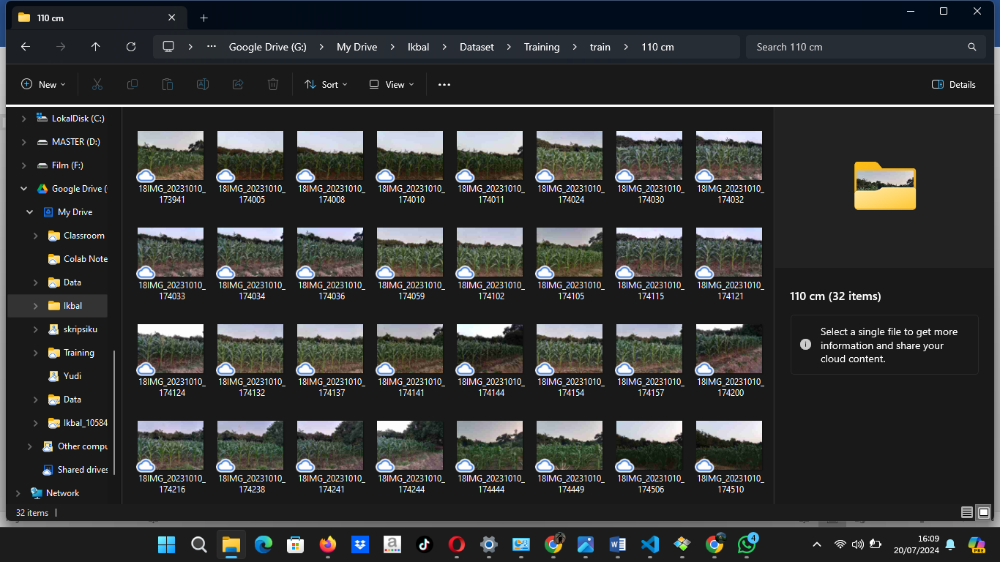 110 cm
Google Drive (G:) My Drive Ikbal Dataset Training train 110 cm
Search 110 cm
New
Sort
View
Details
LokalDisk (C:)
MASTER (D:)
Film (F:)
Google Drive (
My Drive
Classroom
Colab Note
Data
Ikbal
skripsiku
Training
Yudi
Data
Ikbal_10584
Other compu
Shared drives
Network
18IMG_20231010_
173941
18IMG_20231010_
174005
18IMG_20231010_
174008
18IMG_20231010_
174010
18IMG_20231010_
174011
18IMG_20231010_
174024
18IMG_20231010_
174030
18IMG_20231010_
174032
18IMG_20231010_
174033
18IMG_20231010_
174034
18IMG_20231010_
174036
18IMG_20231010_
174059
18IMG_20231010_
174102
18IMG_20231010_
174105
18IMG_20231010_
174115
18IMG_20231010_
174121
18IMG_20231010_
174124
18IMG_20231010_
174132
18IMG_20231010_
174137
18IMG_20231010_
174141
18IMG_20231010_
174144
18IMG_20231010_
174154
18IMG_20231010_
174157
18IMG_20231010_
174200
18IMG_20231010_
174216
18IMG_20231010_
174238
18IMG_20231010_
174241
18IMG_20231010_
174244
18IMG_20231010_
174444
18IMG_20231010_
174449
18IMG_20231010_
174506
18IMG_20231010_
174510
110 cm (32 items)
Select a single file to get more
information and share your
cloud content.
32 items
4
16:09
20/07/2024
PRE